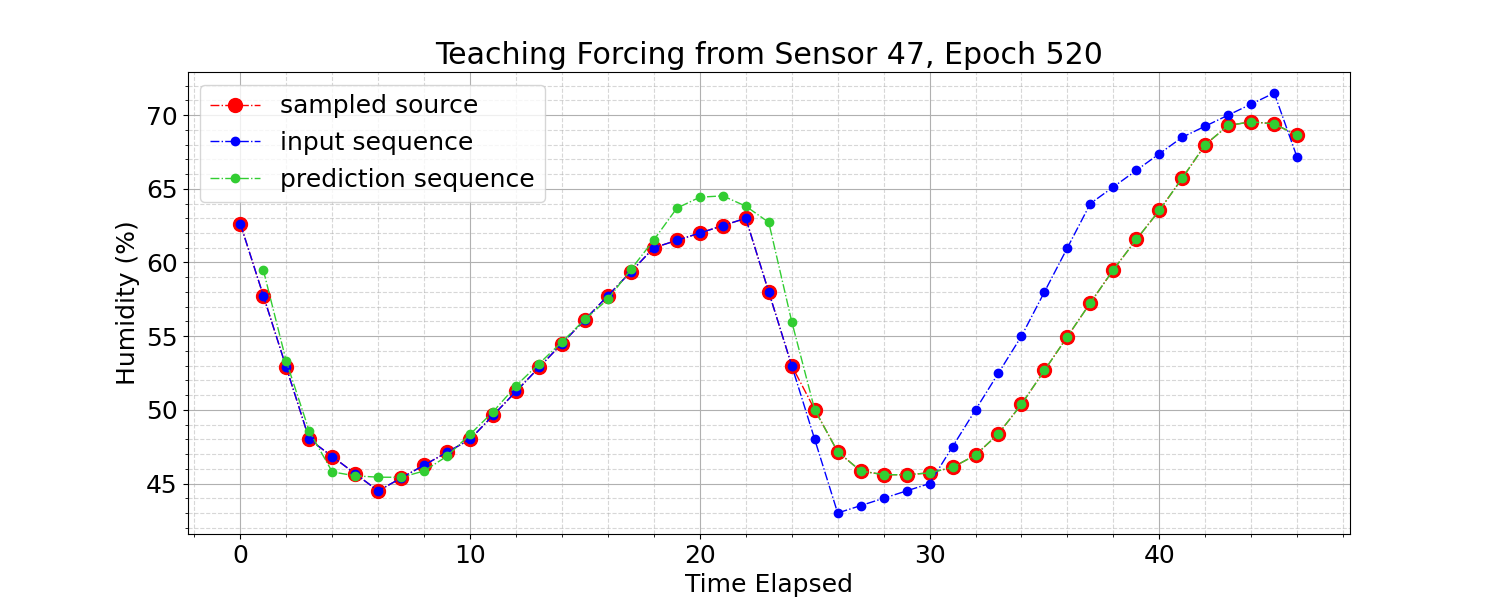 Teaching Forcing from Sensor 47, Epoch 520
sampled source
input sequence
prediction sequence
Humidity (%)
70
65
60
55
50
45
0 10 20 30 40
Time Elapsed